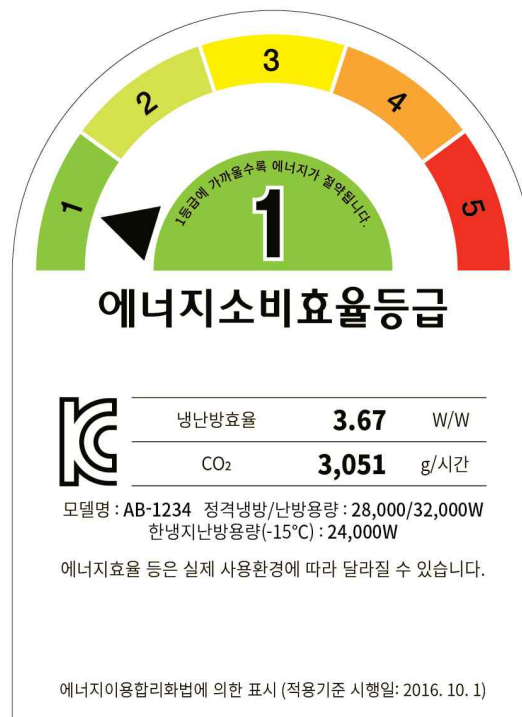 1
2
3
4
5
1등급에 가까울수록 에너지가 절약됩니다.
1
에너지소비효율등급
냉난방효율 3.67 W/W
CO₂ 3,051 g/시간
모델명 : AB-1234 정격냉방/난방용량 : 28,000/32,000W
한냉지난방용량(-15℃) : 24,000W
에너지효율 등은 실제 사용환경에 따라 달라질 수 있습니다.
에너지이용합리화법에 의한 표시 (적용기준 시행일: 2016. 10. 1)